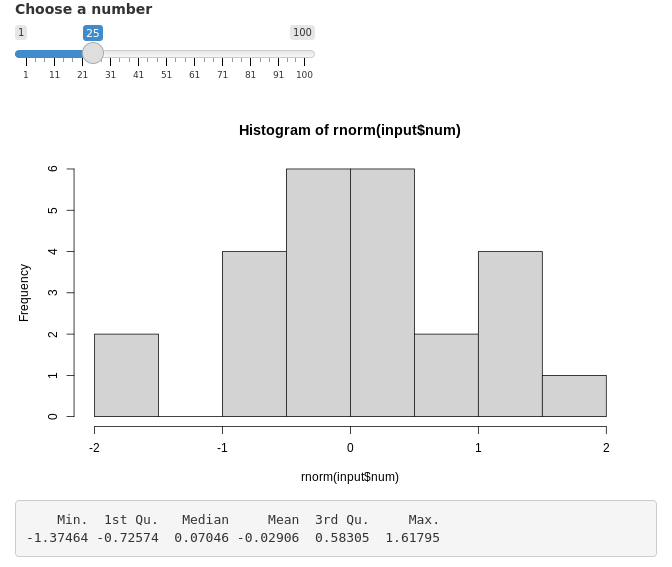 Choose a number
1 25 100
1 11 21 31 41 51 61 71 81 91 100
Histogram of rnorm(input$num)
Frequency
0 1 2 3 4 5 6
-2 -1 0 1 2
rnorm(input$num)
Min. 1st Qu. Median Mean 3rd Qu. Max.
-1.37464 -0.72574 0.07046 -0.02906 0.58305 1.61795